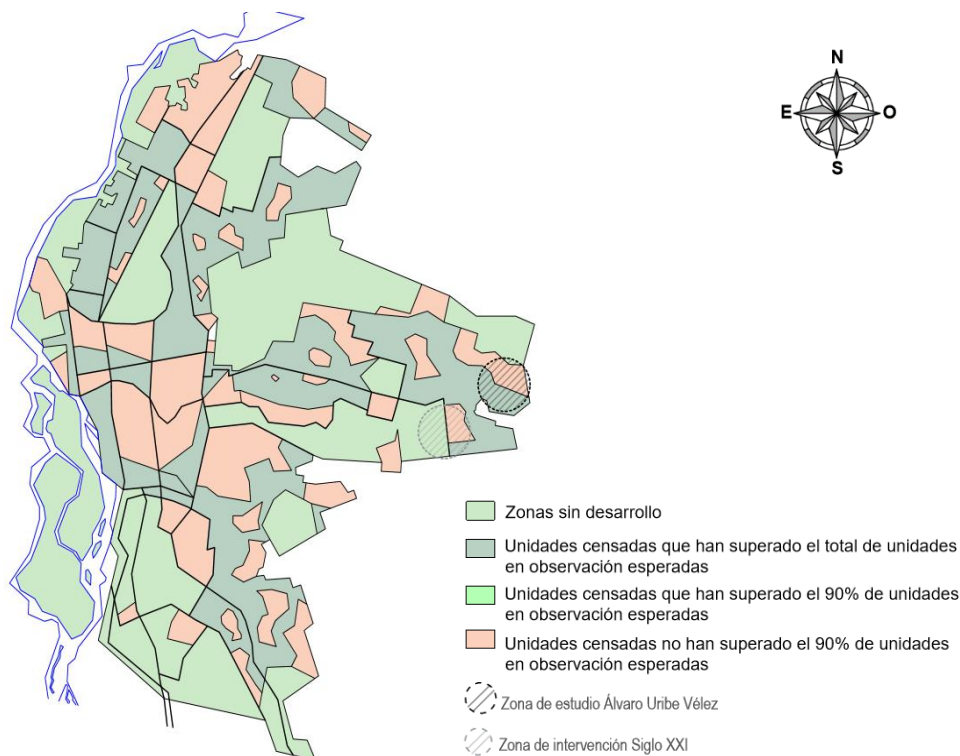 N
E
O
S
Zonas sin desarrollo
Unidades censadas que han superado el total de unidades
en observación esperadas
Unidades censadas que han superado el 90% de unidades
en observación esperadas
Unidades censadas no han superado el 90% de unidades
en observación esperadas
Zona de estudio Álvaro Uribe Vélez
Zona de intervención Siglo XXI